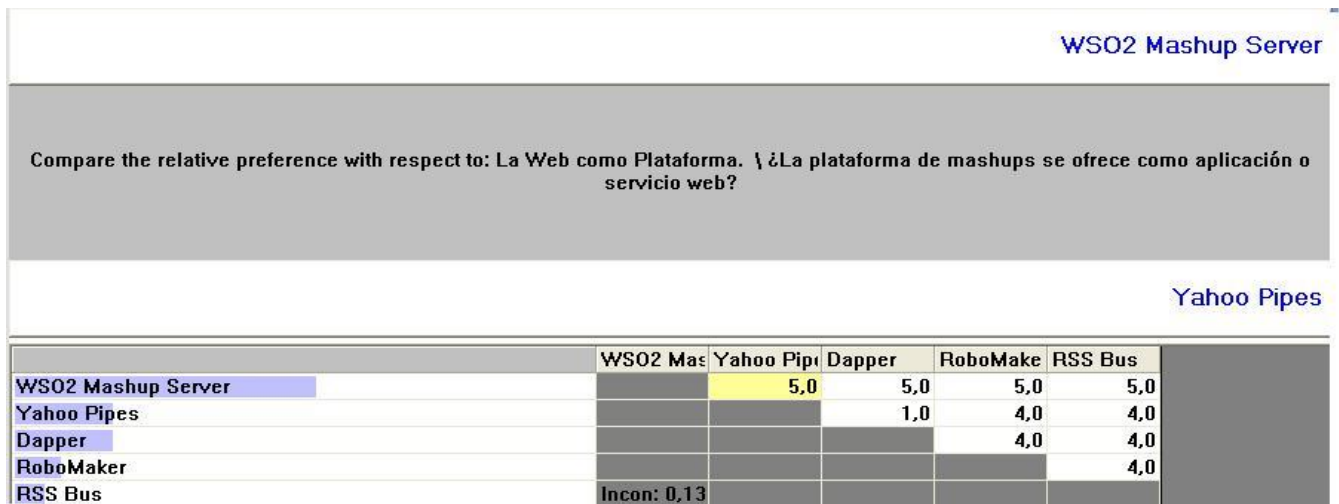 WSO2 Mashup Server
Compare the relative preference with respect to: La Web como Plataforma. \ ¿La plataforma de mashups se ofrece como aplicación o
servicio web?
Yahoo Pipes
WSO2 Mas Yahoo Pip Dapper RoboMake RSS Bus
WSO2 Mashup Server 5,0 5,0 5,0 5,0
Yahoo Pipes 1,0 4,0 4,0
Dapper 4,0 4,0
RoboMaker 4,0
RSS Bus Incon: 0,13